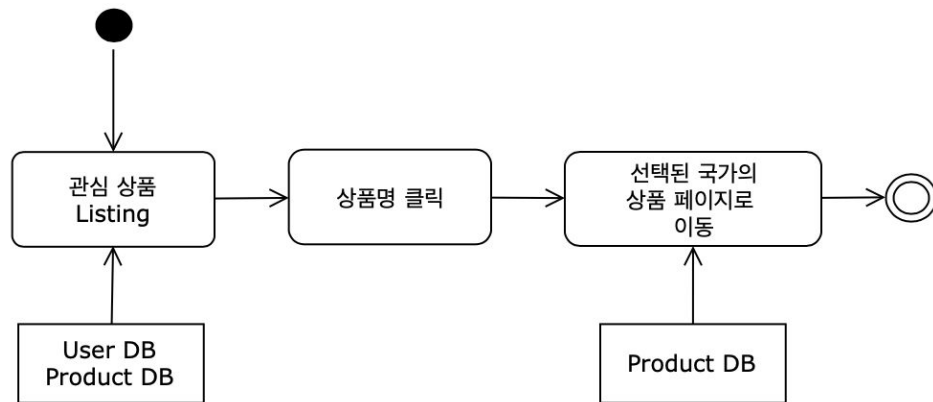 관심 상품
Listing
상품명 클릭
선택된 국가의
상품 페이지로
이동
User DB
Product DB
Product DB